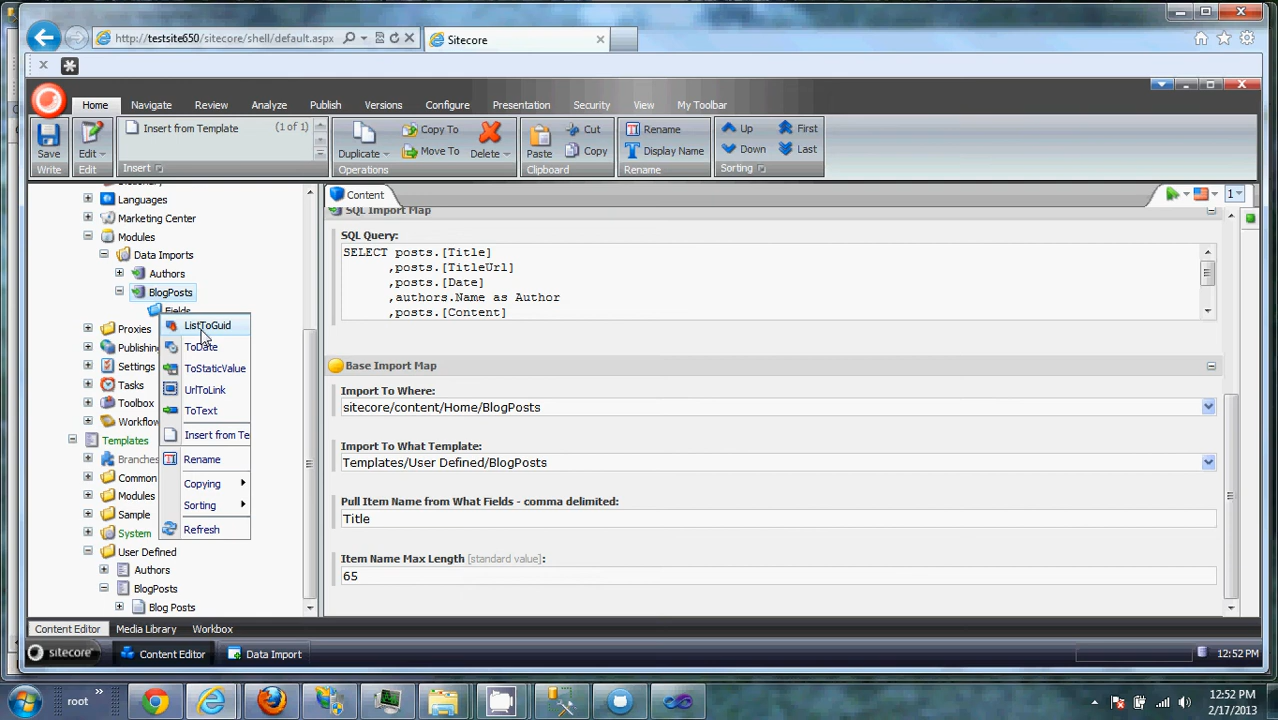 http://testsite650/sitecore/shell/default.aspx
Sitecore
Home Navigate Review Analyze Publish Versions Configure Presentation Security View My Toolbar
Save
Write
Edit
Edit
Insert from Template (1 of 1)
Insert
Duplicate
Copy To
Move To
Delete
Operations
Paste
Cut
Copy
Clipboard
Rename
Display Name
Rename
Up
Down
First
Last
Sorting
Languages
Marketing Center
Modules
Data Imports
Authors
BlogPosts
Fields
Proxies
Publishing
Settings
Tasks
Toolbox
Workflow
Templates
Branches
Common
Modules
Sample
System
User Defined
Authors
BlogPosts
Blog Posts
ListToGuid
ToDate
ToStaticValue
UrlToLink
ToText
Insert from Te
Rename
Copying
Sorting
Refresh
Content
1
SQL Import Map
SQL Query:
SELECT posts.[Title]
,posts.[TitleUrl]
,posts.[Date]
,authors.Name as Author
,posts.[Content]
Base Import Map
Import To Where:
sitecore/content/Home/BlogPosts
Import To What Template:
Templates/User Defined/BlogPosts
Pull Item Name from What Fields - comma delimited:
Title
Item Name Max Length [standard value]:
65
Content Editor Media Library Workbox
sitecore Content Editor Data Import 12:52 PM
root
12:52 PM
2/17/2013